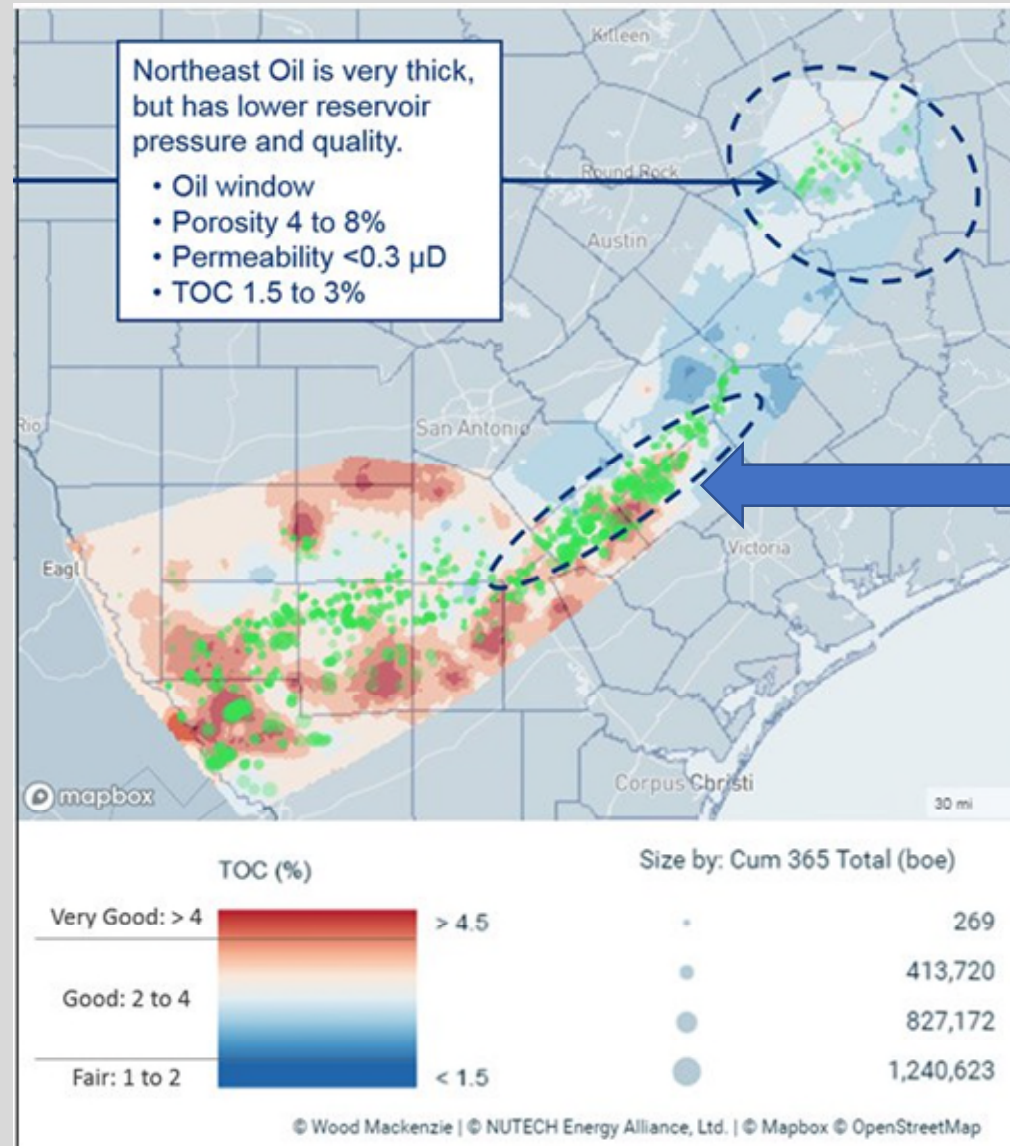 Killeen
Northeast Oil is very thick,
but has lower reservoir
pressure and quality.
• Oil window
• Porosity 4 to 8%
• Permeability <0.3 µD
• TOC 1.5 to 3%
Round Rock
Austin
Rio
San Antonio
Eagl
Victoria
Corpus Christi
mapbox
30 mi
TOC (%)
Very Good: > 4
> 4.5
Good: 2 to 4
Fair: 1 to 2
< 1.5
Size by: Cum 365 Total (boe)
269
413,720
827,172
1,240,623
© Wood Mackenzie | © NUTECH Energy Alliance, Ltd. | © Mapbox © OpenStreetMap